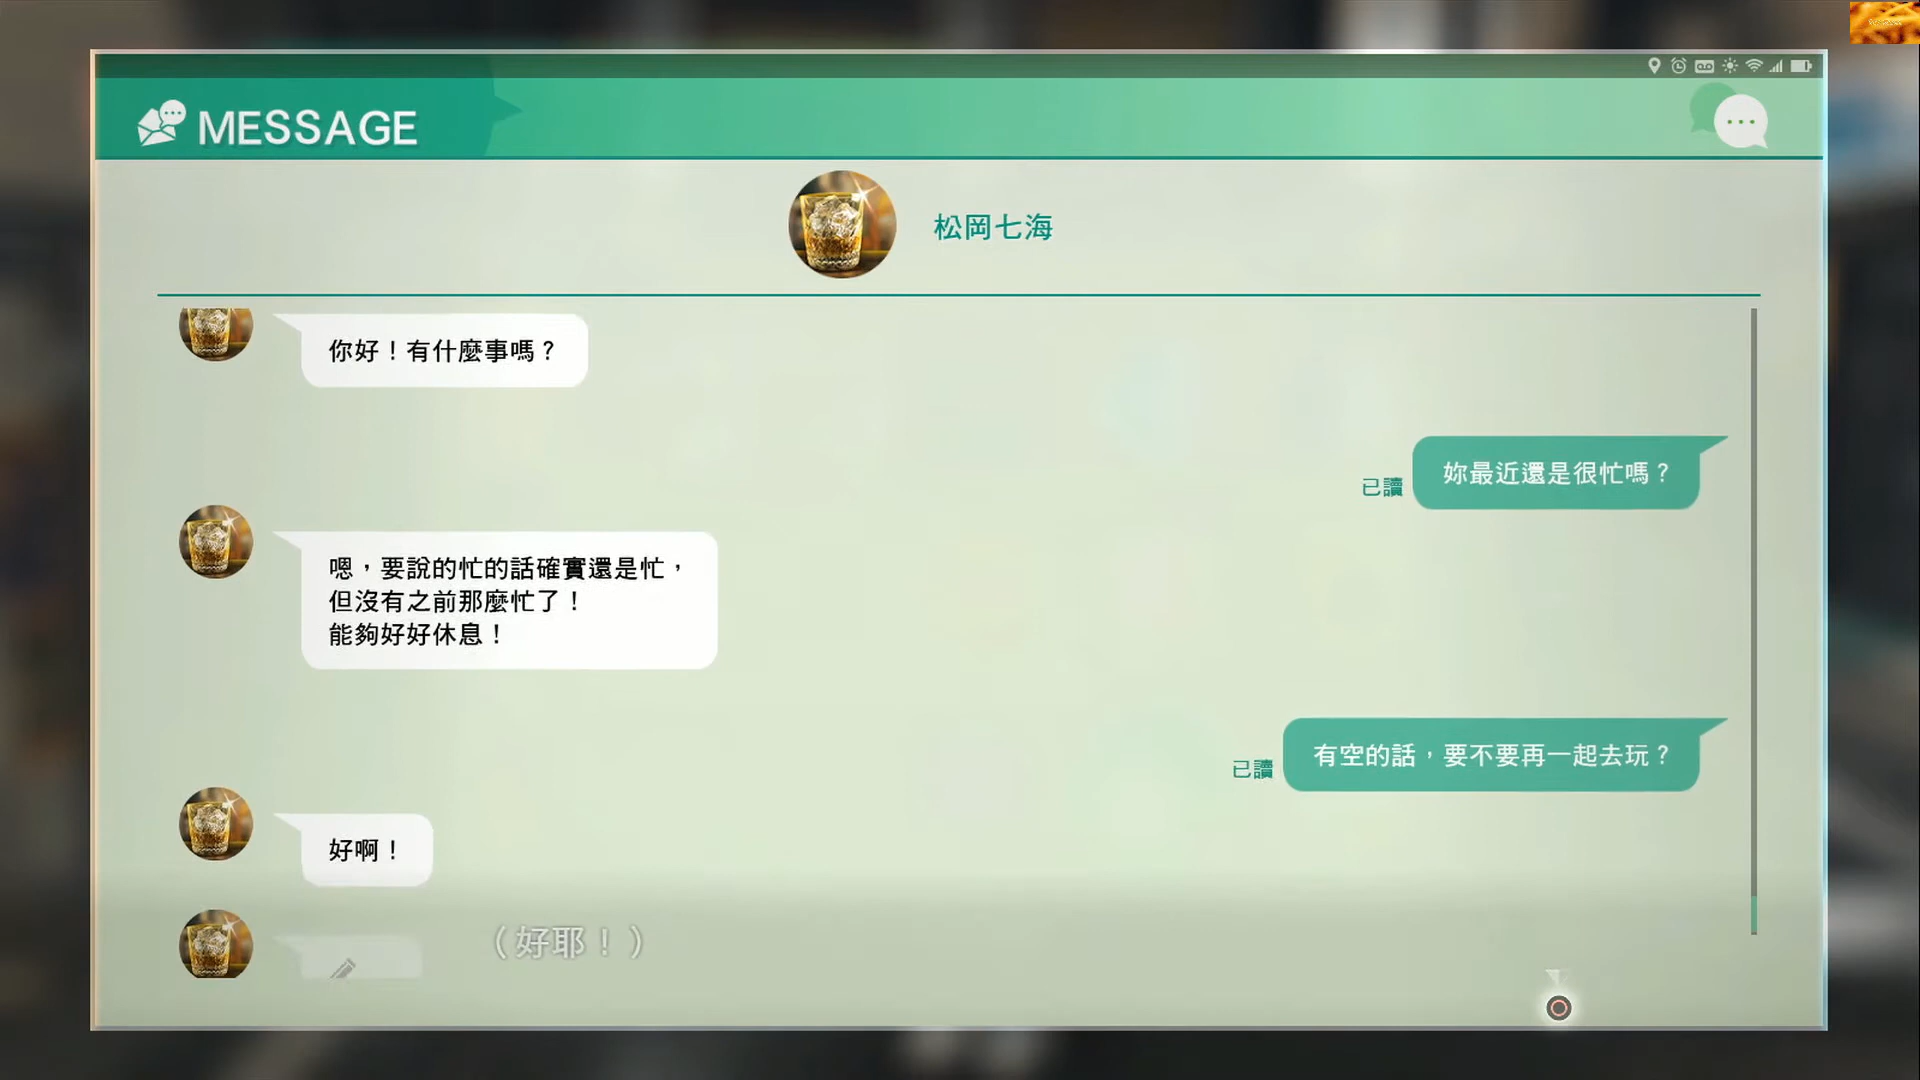 MESSAGE
松岡七海
你好！有什麼事嗎？
妳最近還是很忙嗎？
已讀
嗯，要說的忙的話確實還是忙，
但沒有之前那麼忙了！
能夠好好休息！
有空的話，要不要再一起去玩？
已讀
好啊！
（好耶！）